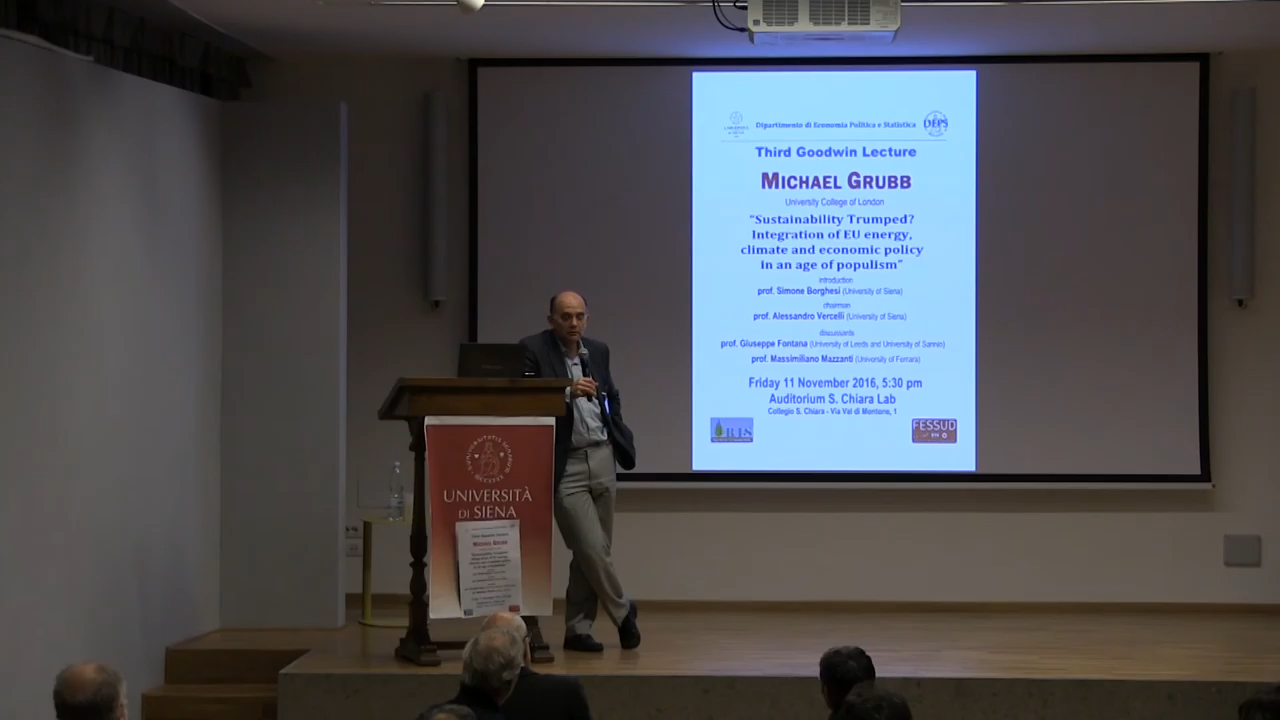 Dipartimento di Economia Politica e Statistica
DEPS
Third Goodwin Lecture
MICHAEL GRUBB
University College of London
“Sustainability Trumped?
Integration of EU energy,
climate and economic policy
in an age of populism”
introduction
prof. Simone Borghesi (University of Siena)
chairman
prof. Alessandro Vercelli (University of Siena)
discussants
prof. Giuseppe Fontana (University of Leeds and University of Sannio)
prof. Massimiliano Mazzanti (University of Ferrara)
Friday 11 November 2016, 5:30 pm
Auditorium S. Chiara Lab
Collegio S. Chiara - Via Val di Montone, 1
FESSUD
UNIVERSITÀ
DI SIENA
MICHAEL GRUBB